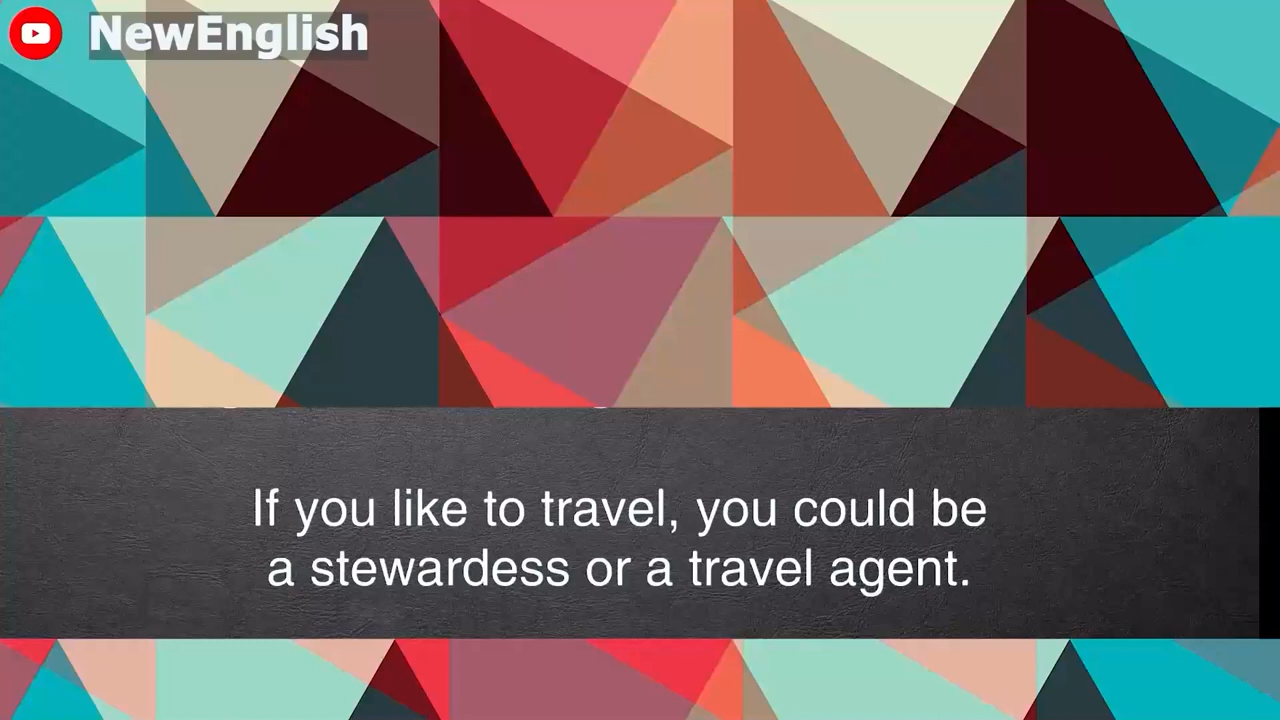 NewEnglish
If you like to travel, you could be
a stewardess or a travel agent.